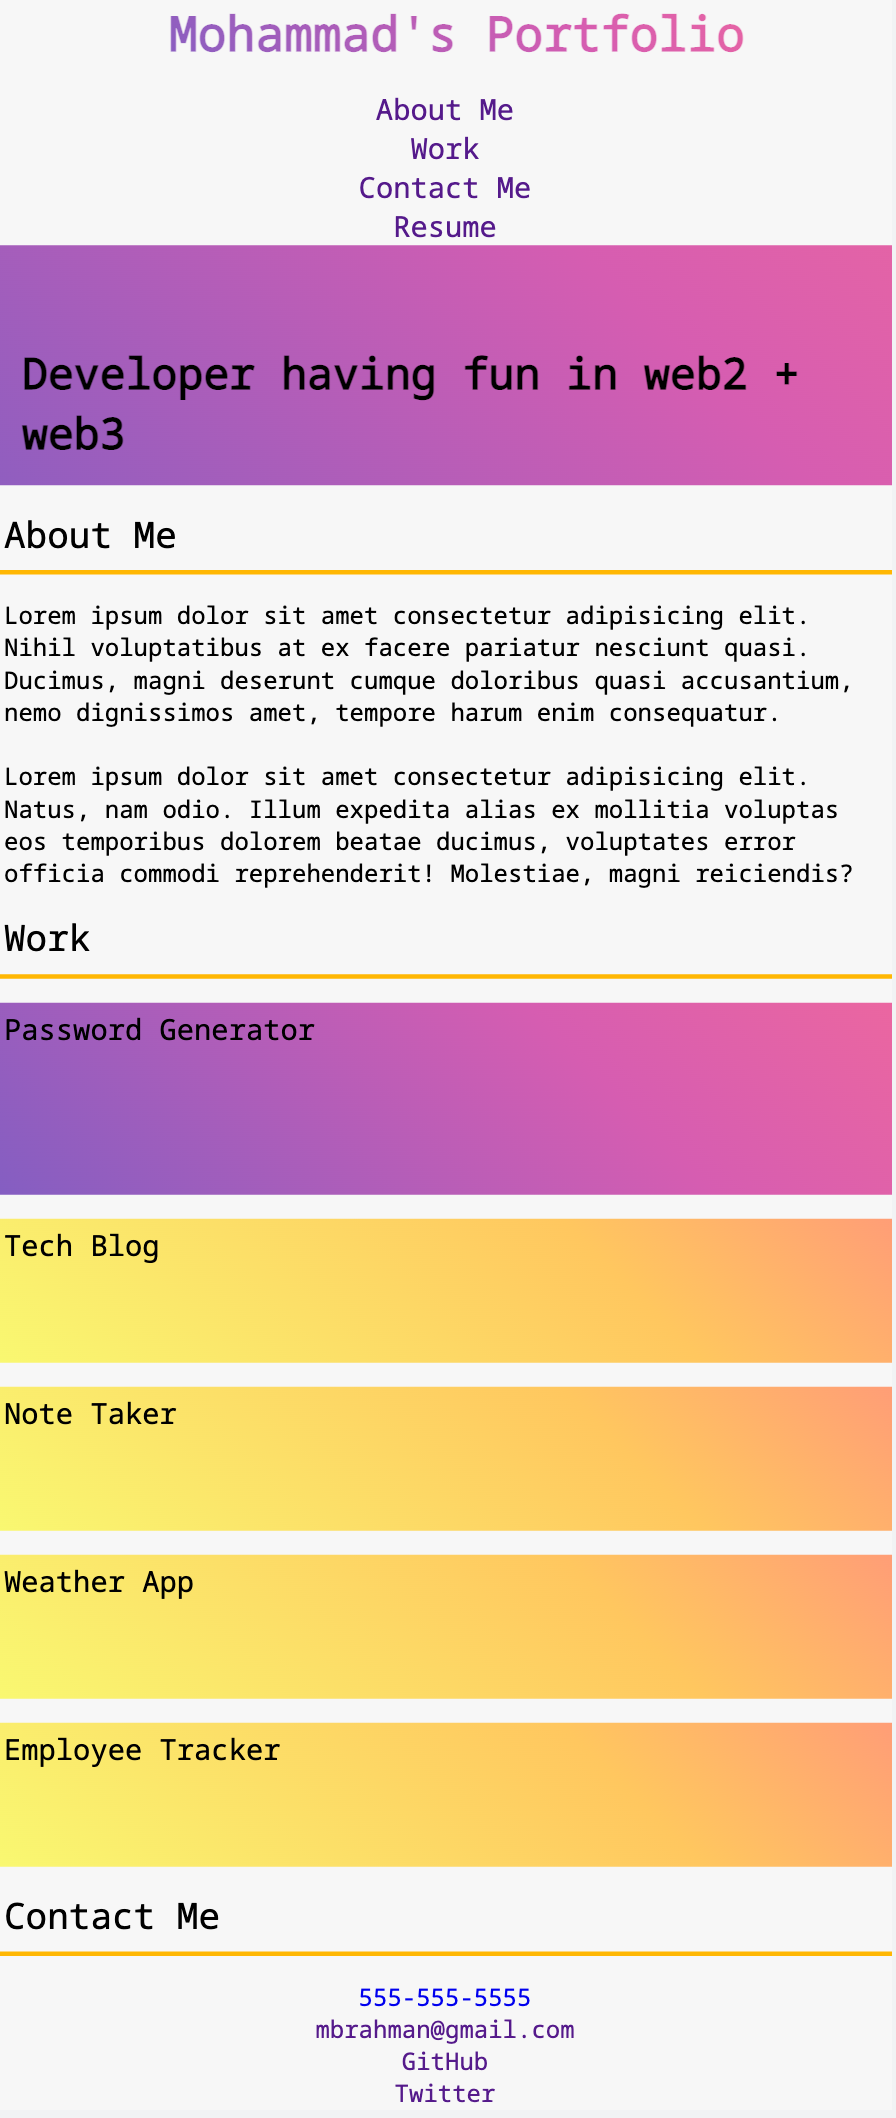 Mohammad's Portfolio
About Me
Work
Contact Me
Resume
Developer having fun in web2 +
web3
About Me
Lorem ipsum dolor sit amet consectetur adipisicing elit.
Nihil voluptatibus at ex facere pariatur nesciunt quasi.
Ducimus, magni deserunt cumque doloribus quasi accusantium,
nemo dignissimos amet, tempore harum enim consequatur.
Lorem ipsum dolor sit amet consectetur adipisicing elit.
Natus, nam odio. Illum expedita alias ex mollitia voluptas
eos temporibus dolorem beatae ducimus, voluptates error
officia commodi reprehenderit! Molestiae, magni reiciendis?
Work
Password Generator
Tech Blog
Note Taker
Weather App
Employee Tracker
Contact Me
555-555-5555
mbrahman@gmail.com
GitHub
Twitter